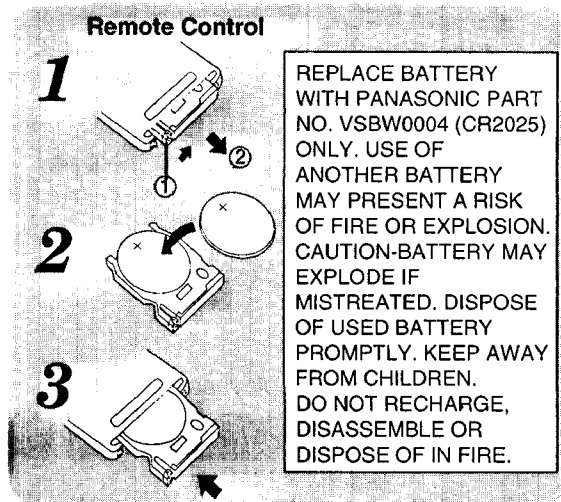 Remote Control
1
①
②
2
+
+
3
REPLACE BATTERY
WITH PANASONIC PART
NO. VSBW0004 (CR2025)
ONLY. USE OF
ANOTHER BATTERY
MAY PRESENT A RISK
OF FIRE OR EXPLOSION.
CAUTION-BATTERY MAY
EXPLODE IF
MISTREATED. DISPOSE
OF USED BATTERY
PROMPTLY. KEEP AWAY
FROM CHILDREN.
DO NOT RECHARGE,
DISASSEMBLE OR
DISPOSE OF IN FIRE.